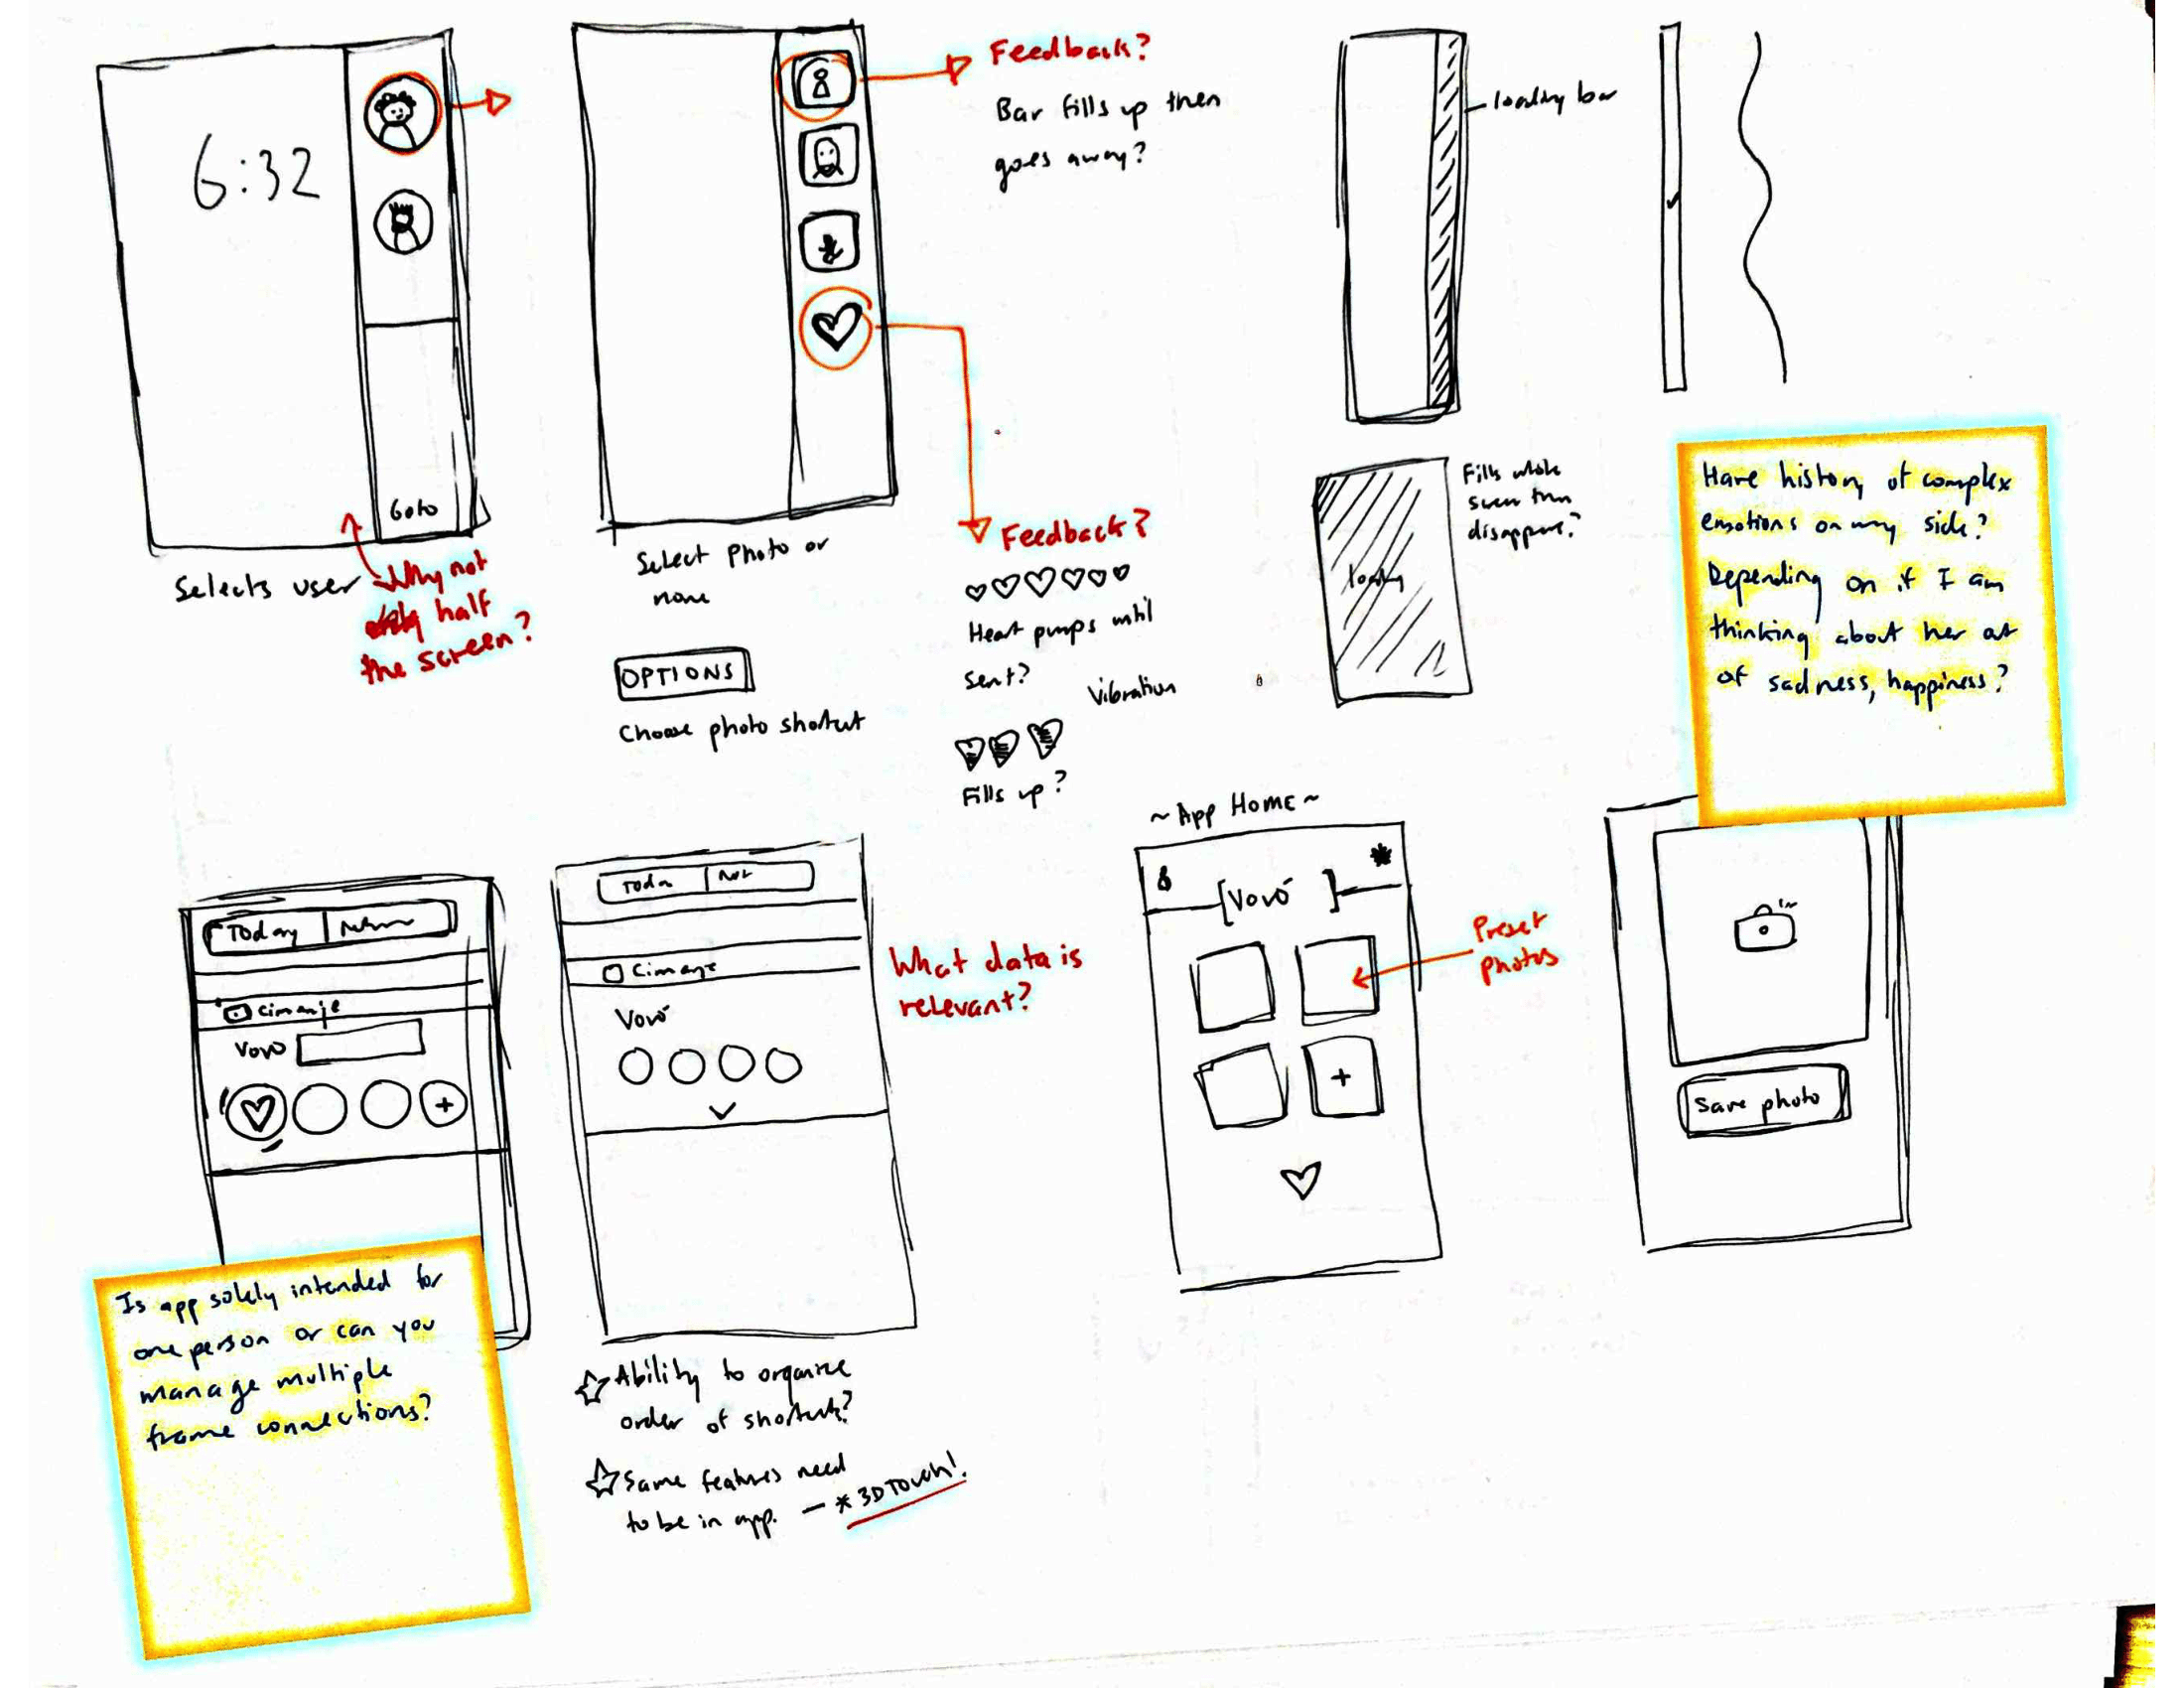 6:32
Goto
Selects user
Why not
only half
the screen?
Select photo or
none
OPTIONS
Choose photo shortcut
Feedback?
Bar fills up then
goes away?
Feedback?
Heart pumps until
sent?
Vibration
Fills up?
loading bar
Fills whole
screen then
disappear?
loading
Have history of complex
emotions on my side?
Depending on if I am
thinking about her at
of sadness, happiness?
Today
Cimanje
Vovó
Today | Not
Cimanje
Vovó
What data is
relevant?
~ App Home ~
[Vovó ]
+
Preset
photos
Save photo
+
Is app solely intended for
one person or can you
manage multiple
frame connections?
Ability to organize
order of shortcuts?
Same features need
to be in app. — * 3D Touch!